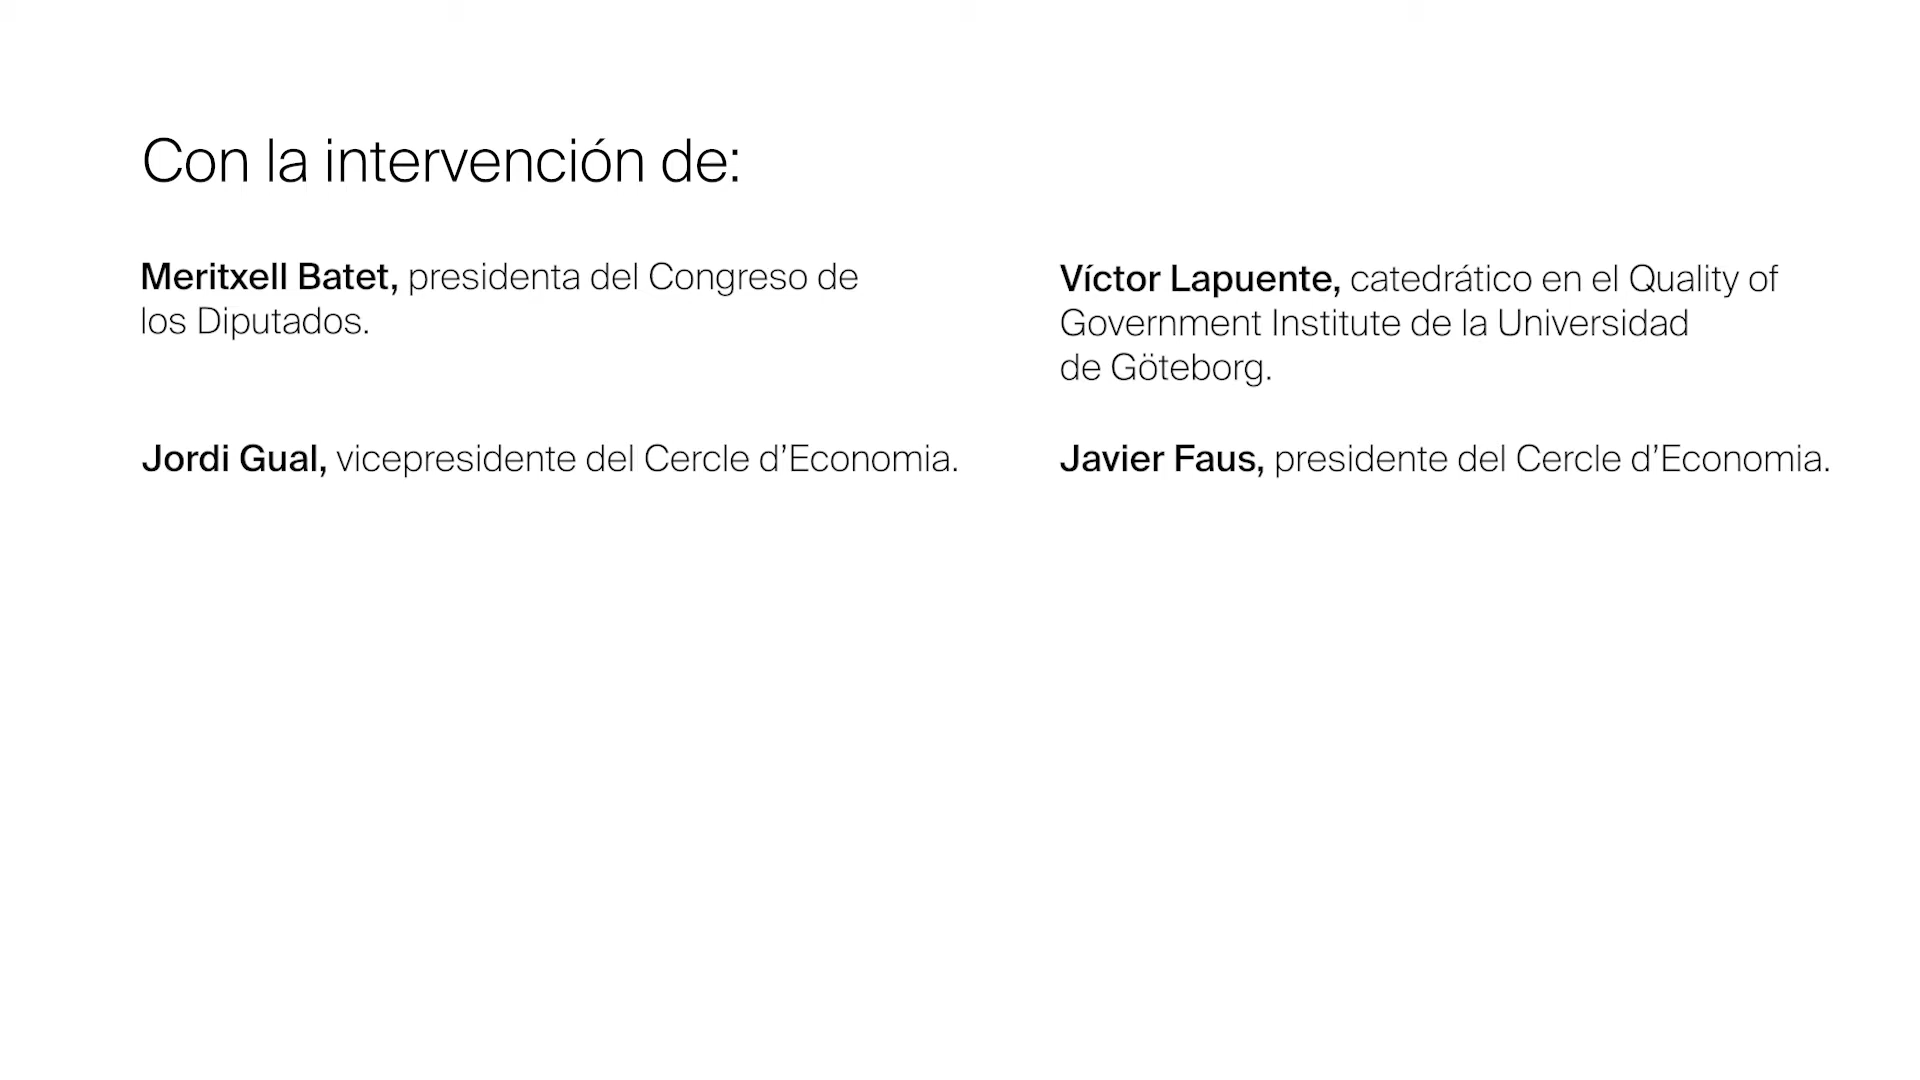 Con la intervención de:
Meritxell Batet, presidenta del Congreso de
los Diputados.
Víctor Lapuente, catedrático en el Quality of
Government Institute de la Universidad
de Göteborg.
Jordi Gual, vicepresidente del Cercle d’Economia.
Javier Faus, presidente del Cercle d’Economia.